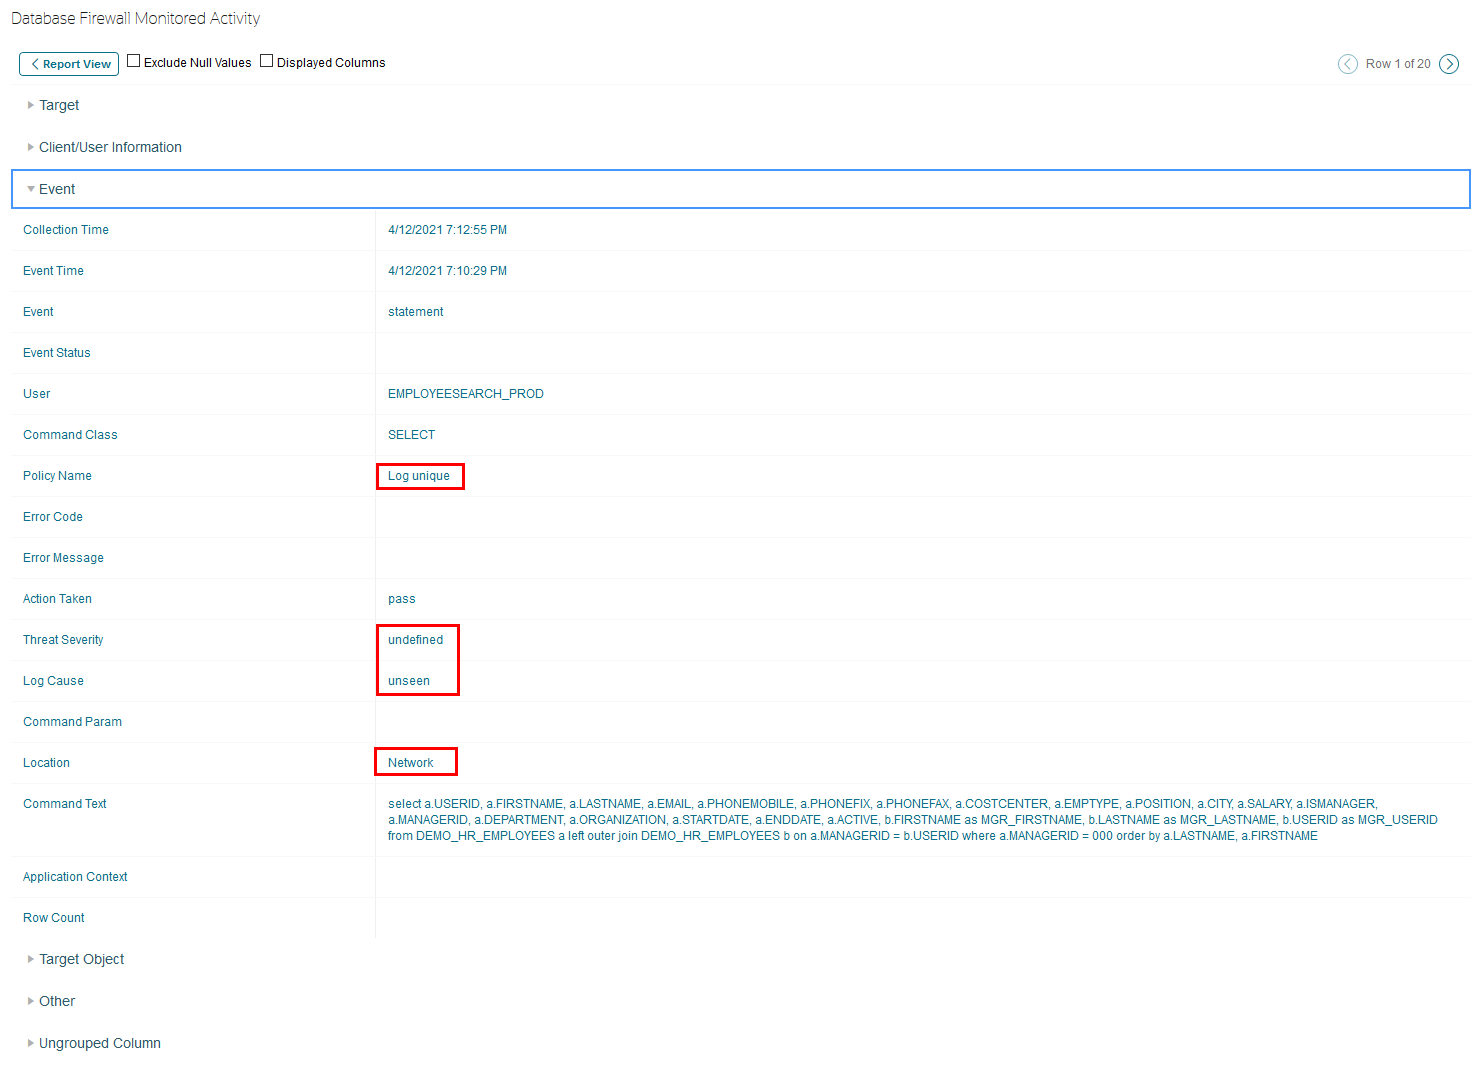 Database Firewall Monitored Activity
Report View Exclude Null Values Displayed Columns Row 1 of 20
Target
Client/User Information
Event
Collection Time 4/12/2021 7:12:55 PM
Event Time 4/12/2021 7:10:29 PM
Event statement
Event Status
User EMPLOYEESEARCH_PROD
Command Class SELECT
Policy Name Log unique
Error Code
Error Message
Action Taken pass
Threat Severity undefined
Log Cause unseen
Command Param
Location Network
Command Text select a.USERID, a.FIRSTNAME, a.LASTNAME, a.EMAIL, a.PHONEMOBILE, a.PHONEFIX, a.PHONEFAX, a.COSTCENTER, a.EMPTYPE, a.POSITION, a.CITY, a.SALARY, a.ISMANAGER,
a.MANAGERID, a.DEPARTMENT, a.ORGANIZATION, a.STARTDATE, a.ENDDATE, a.ACTIVE, b.FIRSTNAME as MGR_FIRSTNAME, b.LASTNAME as MGR_LASTNAME, b.USERID as MGR_USERID
from DEMO_HR_EMPLOYEES a left outer join DEMO_HR_EMPLOYEES b on a.MANAGERID = b.USERID where a.MANAGERID = 000 order by a.LASTNAME, a.FIRSTNAME
Application Context
Row Count
Target Object
Other
Ungrouped Column